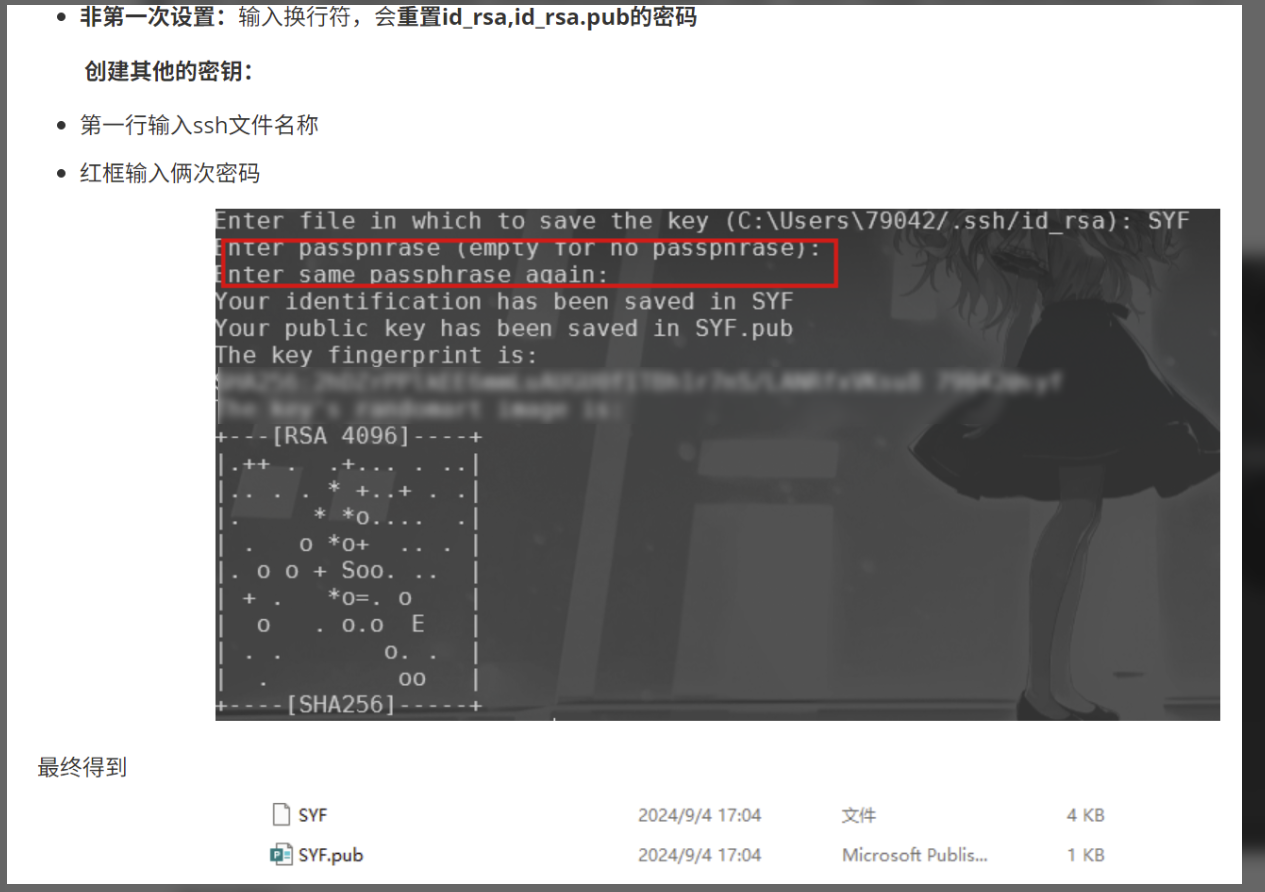 非第一次设置：输入换行符，会重置id_rsa,id_rsa.pub的密码
创建其他的密钥：
第一行输入ssh文件名称
红框输入俩次密码
Enter file in which to save the key (C:\Users\79042/.ssh/id_rsa): SYF
Enter passphrase (empty for no passphrase):
Enter same passphrase again:
Your identification has been saved in SYF
Your public key has been saved in SYF.pub
The key fingerprint is:
The key's randomart image is:
+---[RSA 4096]----+
|.++ .  .+... . ..|
|.. . . * +..+ . .|
|.     * *o....  .|
| .   o *o+  .. . |
|. o o + Soo. ..  |
| + .   *o=. o    |
|  o   . o.o  E   |
| . .       o. .  |
|  .         oo   |
+----[SHA256]-----+
最终得到
SYF 2024/9/4 17:04 文件 4 KB
SYF.pub 2024/9/4 17:04 Microsoft Publis... 1 KB